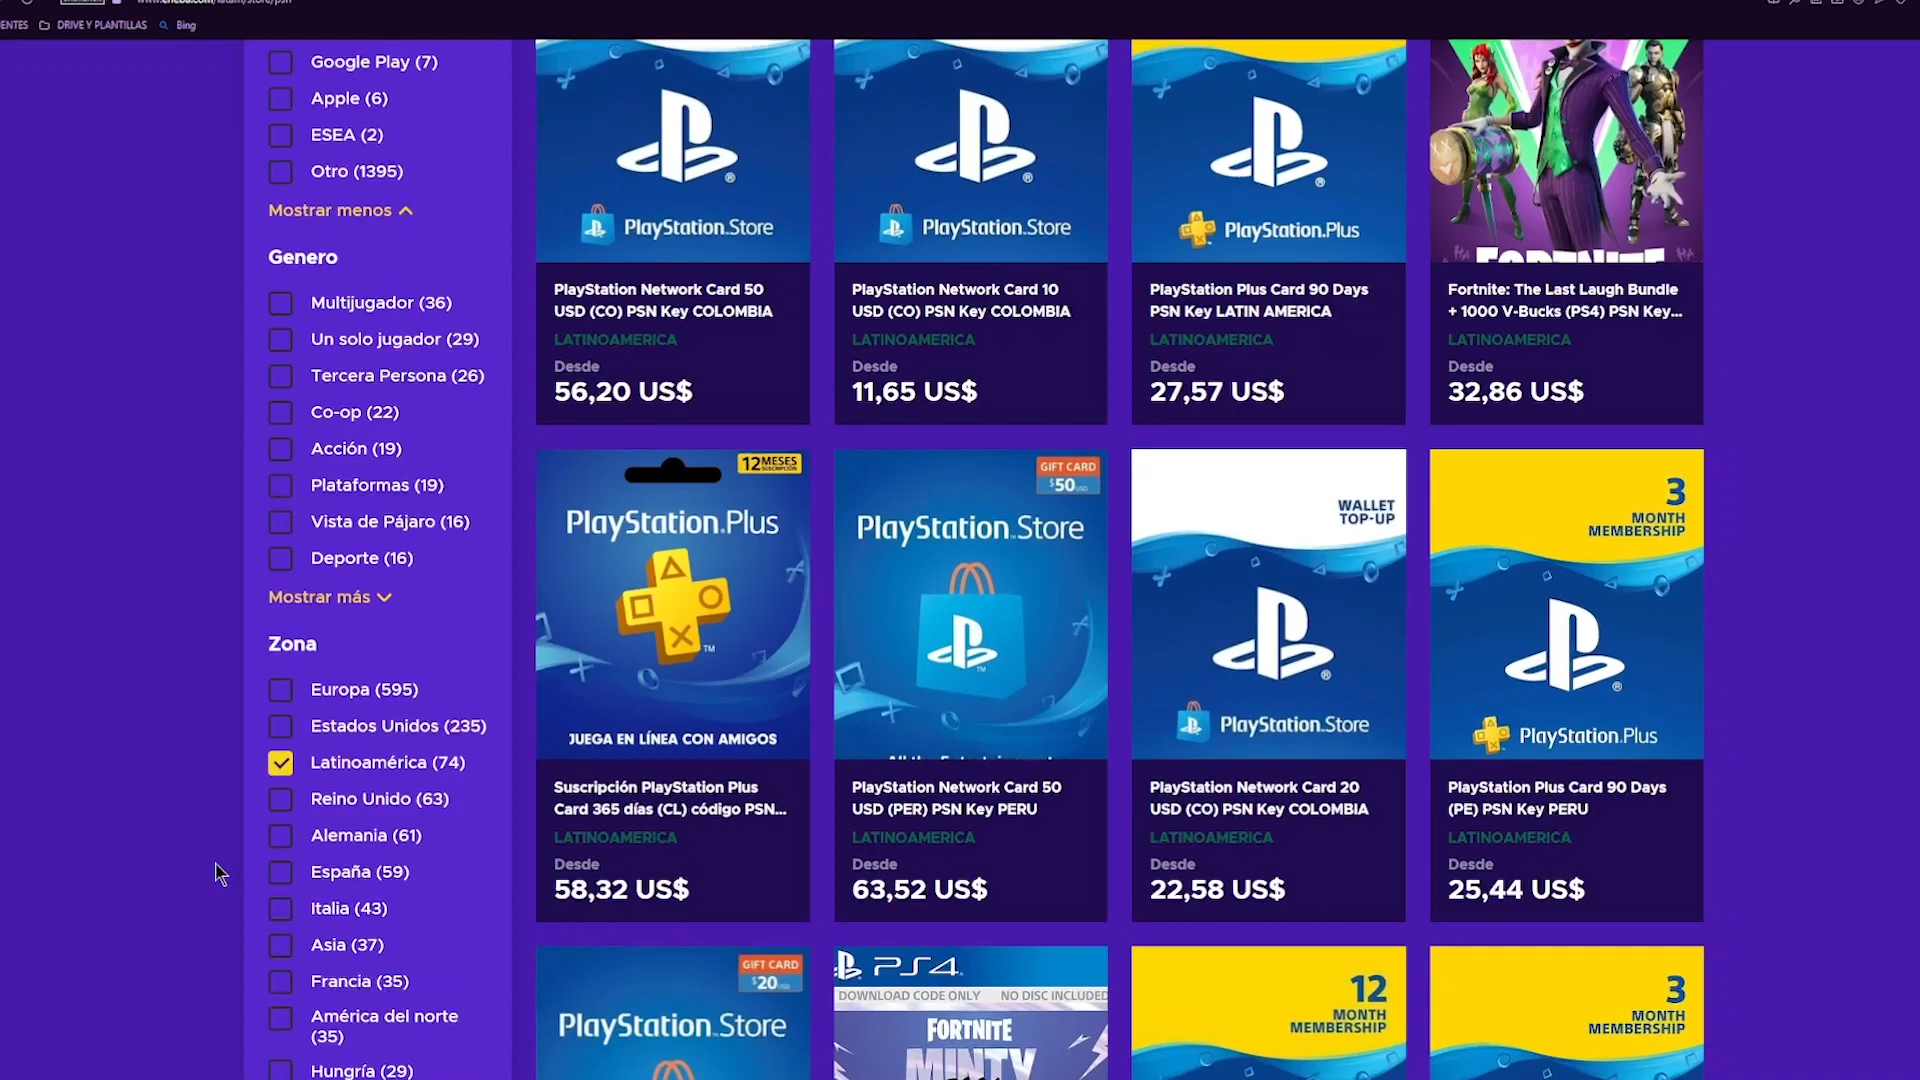 ENTES
DRIVE Y PLANTILLAS
Bing
Google Play (7)
Apple (6)
ESEA (2)
Otro (1395)
Mostrar menos
Genero
Multijugador (36)
Un solo jugador (29)
Tercera Persona (26)
Co-op (22)
Acción (19)
Plataformas (19)
Vista de Pájaro (16)
Deporte (16)
Mostrar más
Zona
Europa (595)
Estados Unidos (235)
Latinoamérica (74)
Reino Unido (63)
Alemania (61)
España (59)
Italia (43)
Asia (37)
Francia (35)
América del norte
(35)
Hungría (29)
PlayStation.Store
PlayStation Network Card 50
USD (CO) PSN Key COLOMBIA
LATINOAMERICA
Desde
56,20 US$
PlayStation.Store
PlayStation Network Card 10
USD (CO) PSN Key COLOMBIA
LATINOAMERICA
Desde
11,65 US$
PlayStation.Plus
PlayStation Plus Card 90 Days
PSN Key LATIN AMERICA
LATINOAMERICA
Desde
27,57 US$
FORTNITE
Fortnite: The Last Laugh Bundle
+ 1000 V-Bucks (PS4) PSN Key...
LATINOAMERICA
Desde
32,86 US$
12 MESES
SUSCRIPCIÓN
PlayStation.Plus
JUEGA EN LÍNEA CON AMIGOS
Suscripción PlayStation Plus
Card 365 días (CL) código PSN...
LATINOAMERICA
Desde
58,32 US$
GIFT CARD
$50 USD
PlayStation.Store
PlayStation Network Card 50
USD (PER) PSN Key PERU
LATINOAMERICA
Desde
63,52 US$
WALLET
TOP-UP
PlayStation.Store
PlayStation Network Card 20
USD (CO) PSN Key COLOMBIA
LATINOAMERICA
Desde
22,58 US$
3
MONTH
MEMBERSHIP
PlayStation.Plus
PlayStation Plus Card 90 Days
(PE) PSN Key PERU
LATINOAMERICA
Desde
25,44 US$
GIFT CARD
$20 USD
PlayStation.Store
PS4
DOWNLOAD CODE ONLY NO DISC INCLUDED
FORTNITE
MINTY
12
MONTH
MEMBERSHIP
3
MONTH
MEMBERSHIP